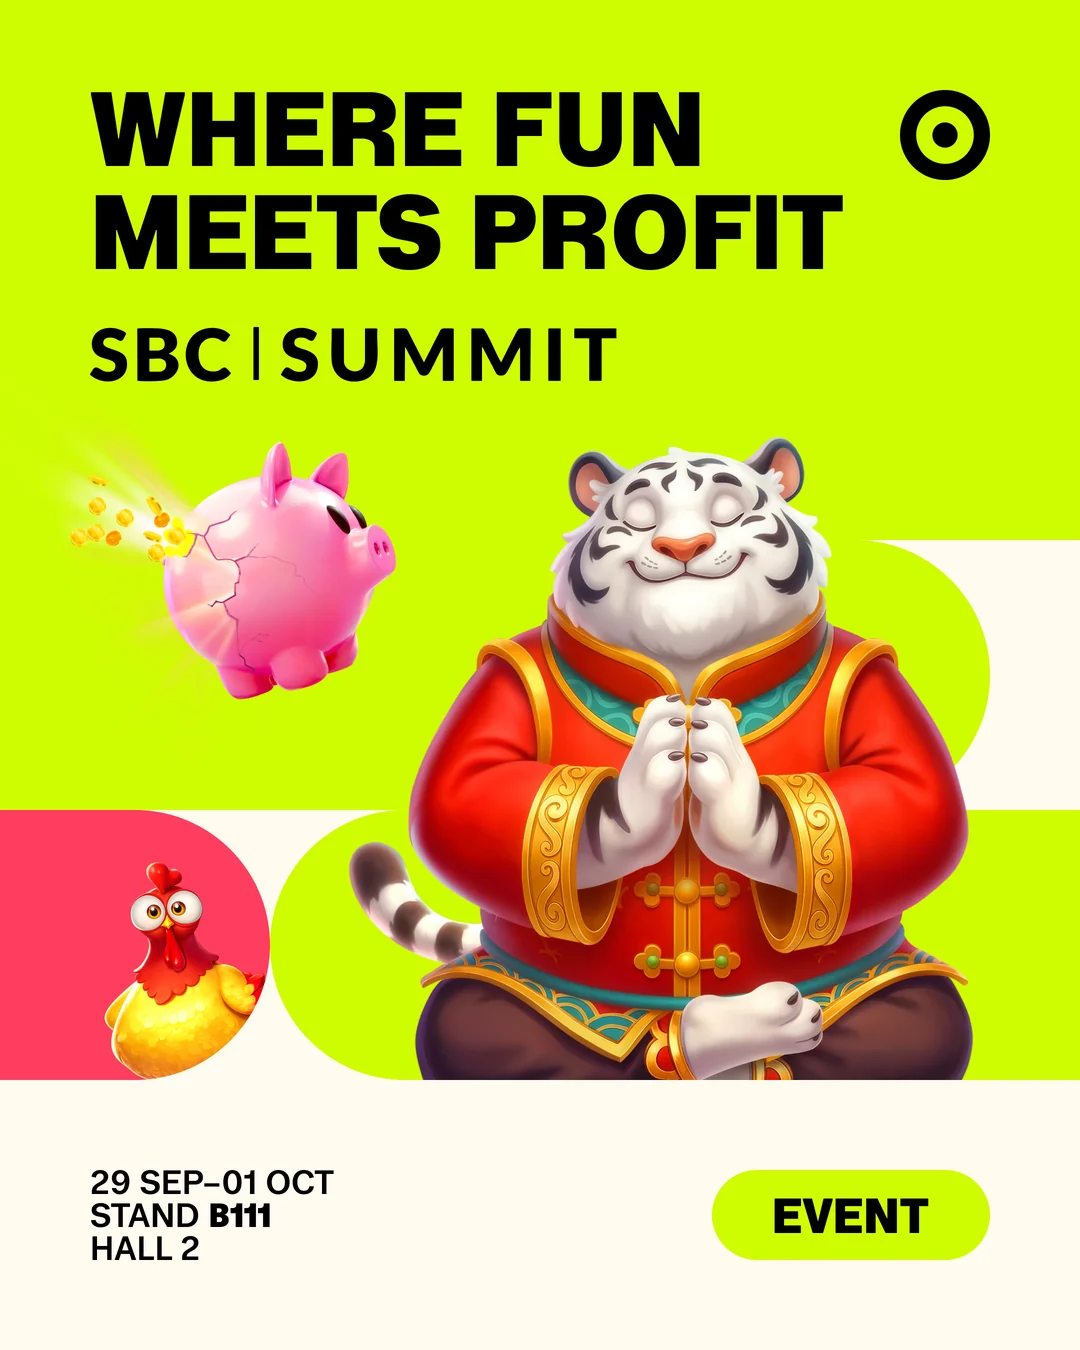 WHERE FUN
MEETS PROFIT
SBC | SUMMIT
29 SEP–01 OCT
STAND B111
HALL 2
EVENT